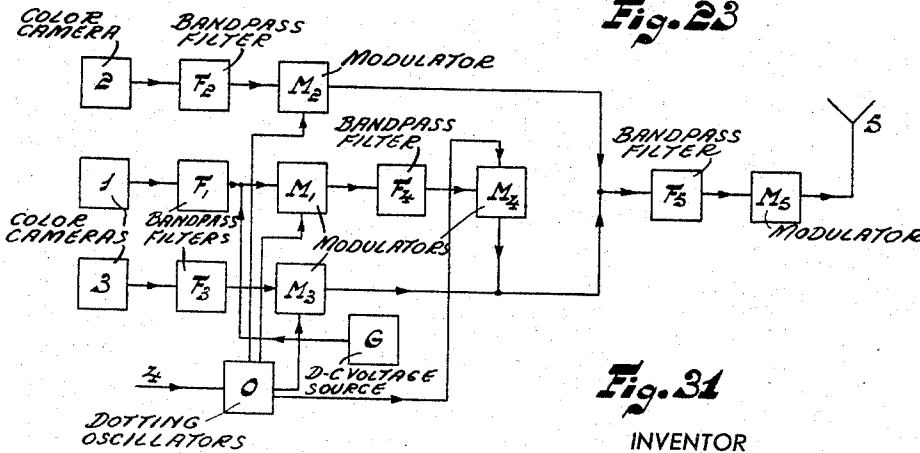 Fig. 23
COLOR
CAMERA
BANDPASS
FILTER
MODULATOR
2
F2
M2
BANDPASS
FILTER
BANDPASS
FILTER
5
1
F1
M1
F4
M4
F5
M5
MODULATOR
COLOR
CAMERAS
BANDPASS
FILTERS
MODULATORS
3
F3
M3
G
D-C VOLTAGE
SOURCE
4
O
DOTTING
OSCILLATORS
Fig. 31
INVENTOR